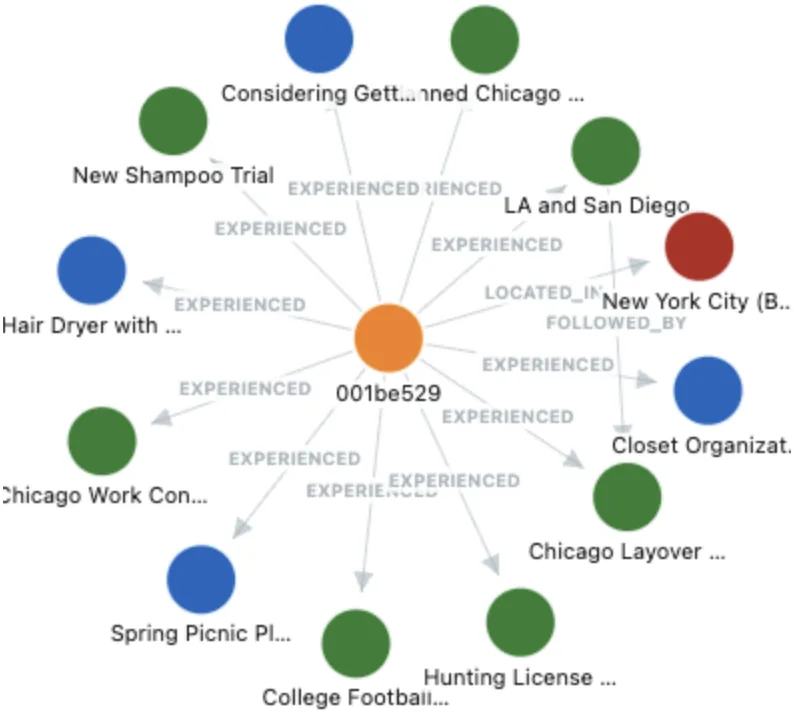 Considering Gett...
nned Chicago ...
New Shampoo Trial
EXPERIENCED
IENCED
LA and San Diego
EXPERIENCED
EXPERIENCED
LOCATED_IN
New York City (B..
Hair Dryer with ...
EXPERIENCED
FOLLOWED_BY
EXPERIENCED
001be529
EXPERIENCED
EXPERIENCED
Closet Organizat.
EXPERIENCED
EXPERIENCED
EXPERIENCED
Chicago Work Con...
Chicago Layover ...
Spring Picnic Pl...
Hunting License ...
College Football...